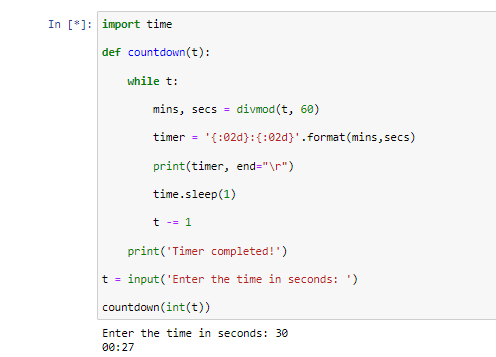 In [*]: import time
def countdown(t):
while t:
mins, secs = divmod(t, 60)
timer = '{:02d}:{:02d}'.format(mins,secs)
print(timer, end="\r")
time.sleep(1)
t -= 1
print('Timer completed!')
t = input('Enter the time in seconds: ')
countdown(int(t))
Enter the time in seconds: 30
00:27